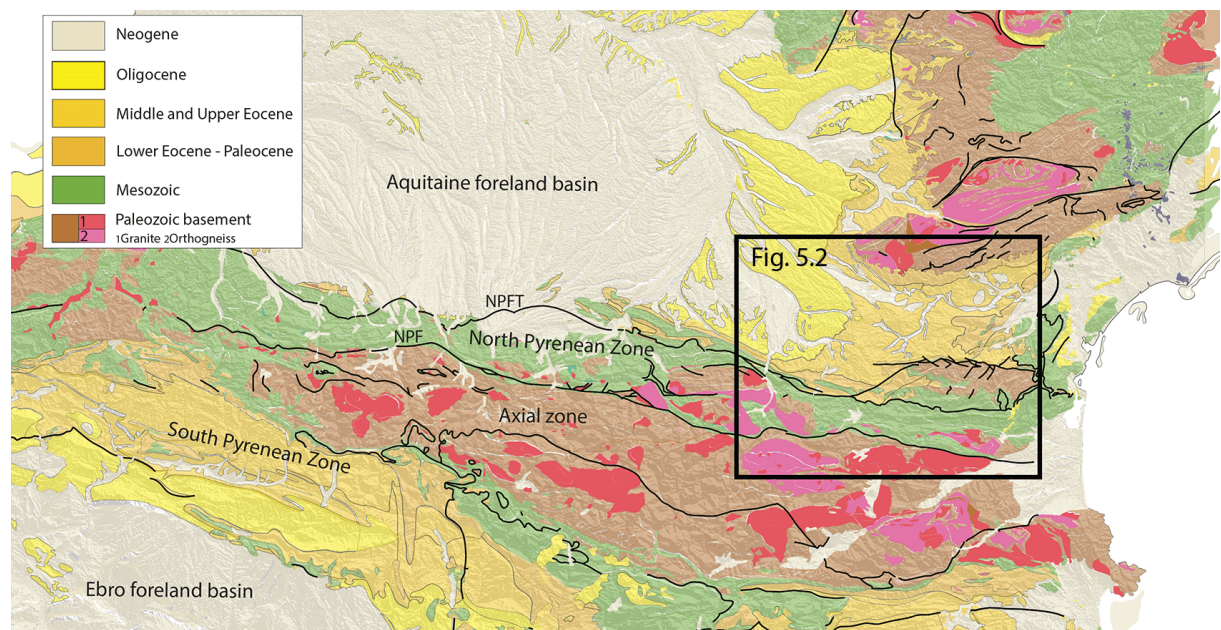 Neogene
Oligocene
Middle and Upper Eocene
Lower Eocene - Paleocene
Mesozoic
1
2
Paleozoic basement
1Granite 2Orthogneiss
Aquitaine foreland basin
Fig. 5.2
NPFT
NPF
North Pyrenean Zone
Axial zone
South Pyrenean Zone
Ebro foreland basin